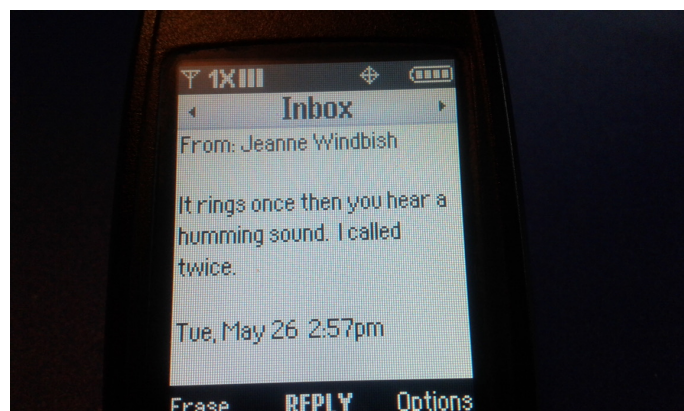 1X
Inbox
From: Jeanne Windbish
It rings once then you hear a
humming sound. I called
twice.
Tue, May 26 2:57pm
Erase REPLY Options